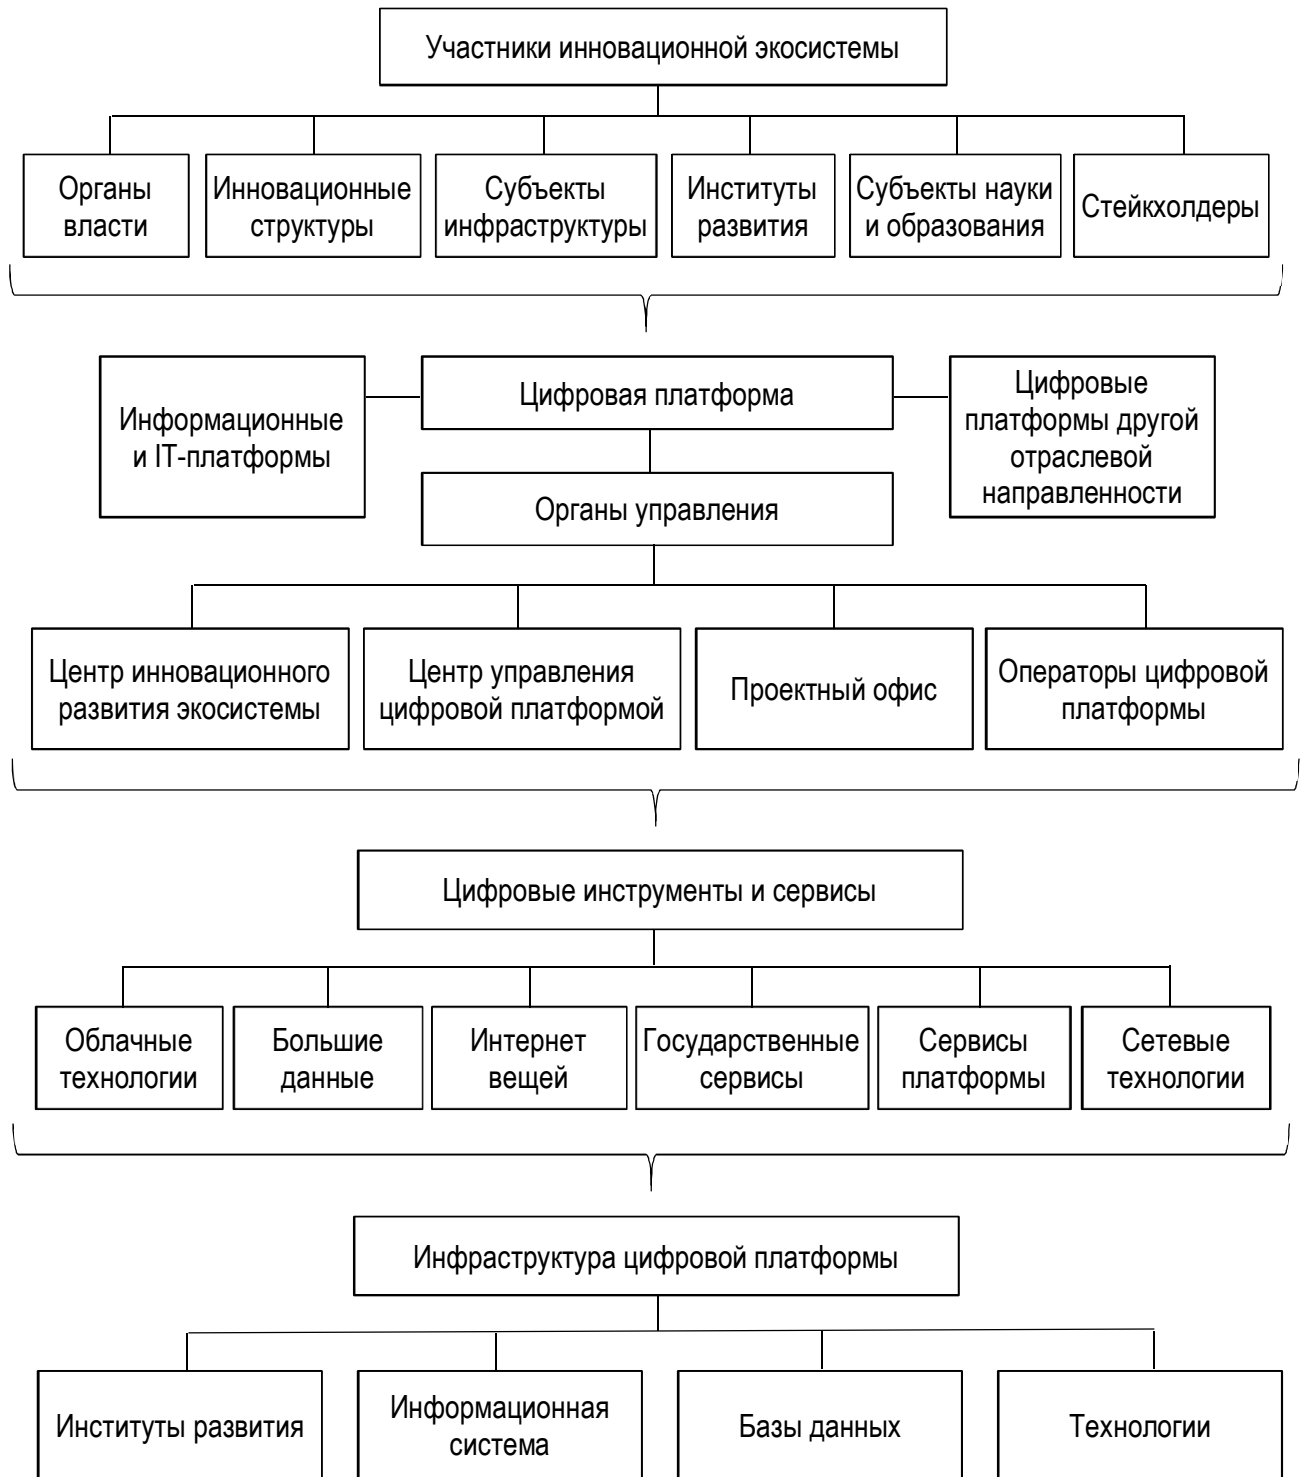 Участники инновационной экосистемы
Органы
власти
Инновационные
структуры
Субъекты
инфраструктуры
Институты
развития
Субъекты науки
и образования
Стейкхолдеры
Информационные
и IT-платформы
Цифровая платформа
Цифровые
платформы другой
отраслевой
направленности
Органы управления
Центр инновационного
развития экосистемы
Центр управления
цифровой платформой
Проектный офис
Операторы цифровой
платформы
Цифровые инструменты и сервисы
Облачные
технологии
Большие
данные
Интернет
вещей
Государственные
сервисы
Сервисы
платформы
Сетевые
технологии
Инфраструктура цифровой платформы
Институты развития
Информационная
система
Базы данных
Технологии